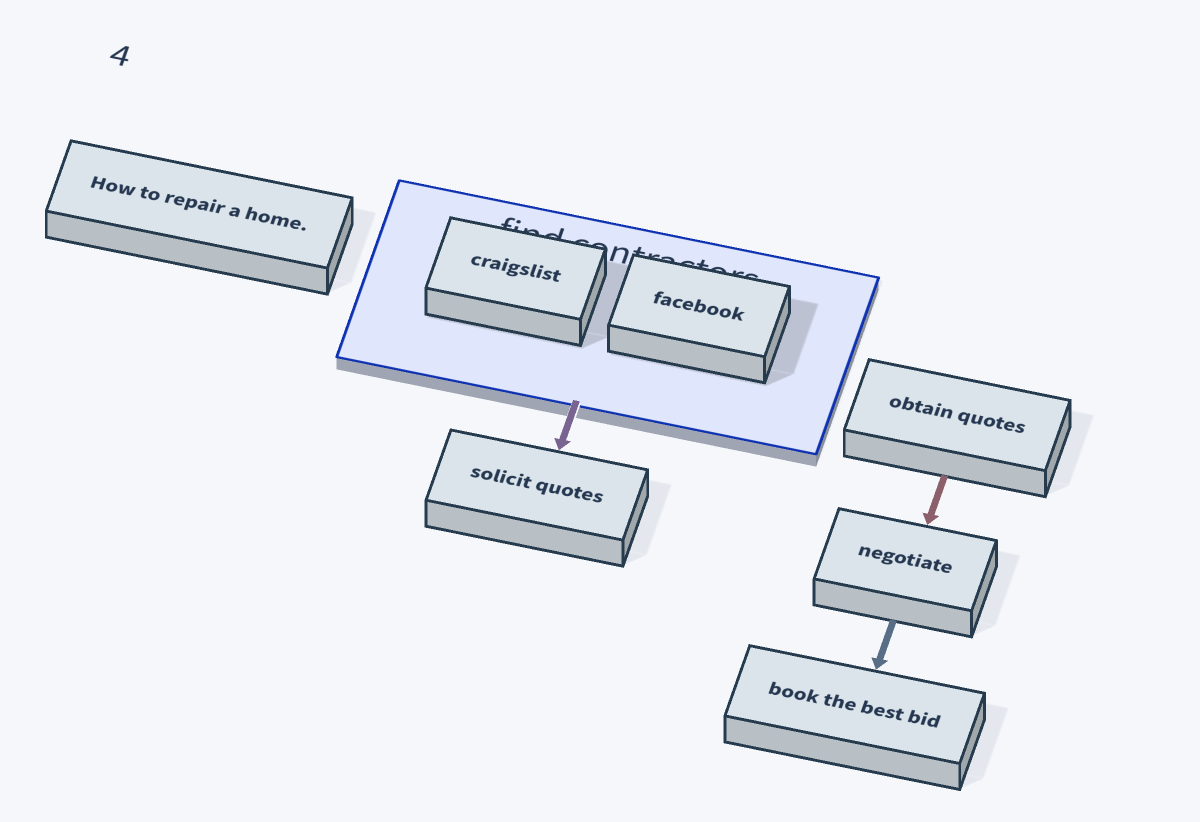 4
How to repair a home.
find contractors
craigslist
facebook
obtain quotes
solicit quotes
negotiate
book the best bid